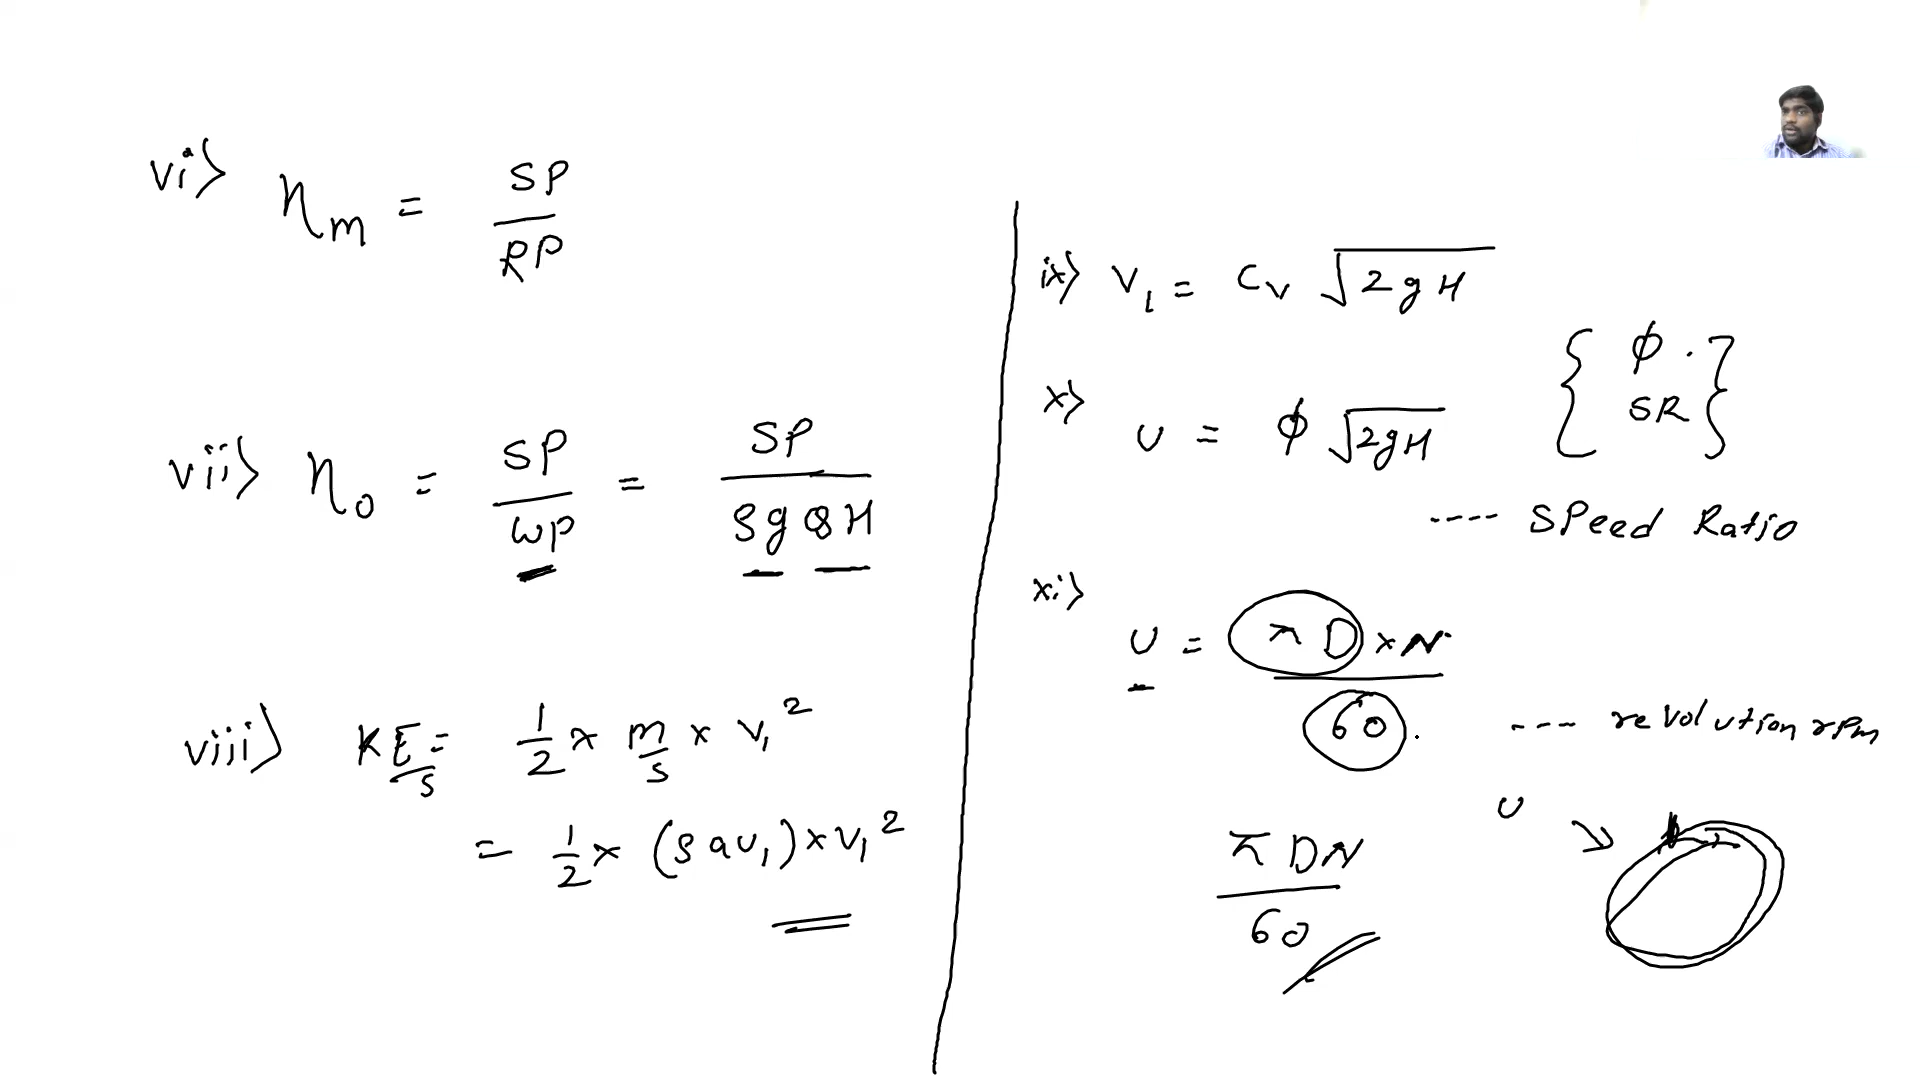 vi) ηm = SP / RP
vii) ηo = SP / WP = SP / ρgQH
viii) KE/s = 1/2 × m/s × V₁²
= 1/2 × (ρav₁) × V₁²
ix) V₁ = Cv √2gH
x) u = φ √2gH { φ . SR }
---- Speed Ratio
xi) u = πD × N / 60 --- revolution rpm
πDN / 60
u